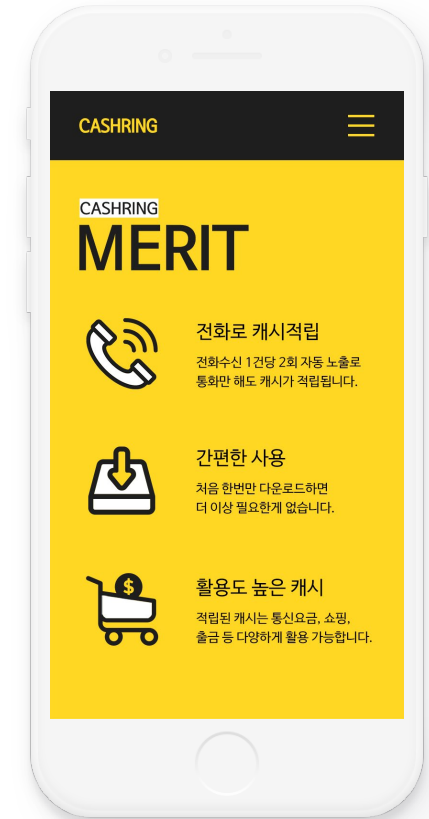 CASHRING
CASHRING
MERIT
전화로 캐시적립
전화수신 1건당 2회 자동 노출로
통화만 해도 캐시가 적립됩니다.
간편한 사용
처음 한번만 다운로드하면
더 이상 필요한게 없습니다.
$
활용도 높은 캐시
적립된 캐시는 통신요금, 쇼핑,
출금 등 다양하게 활용 가능합니다.